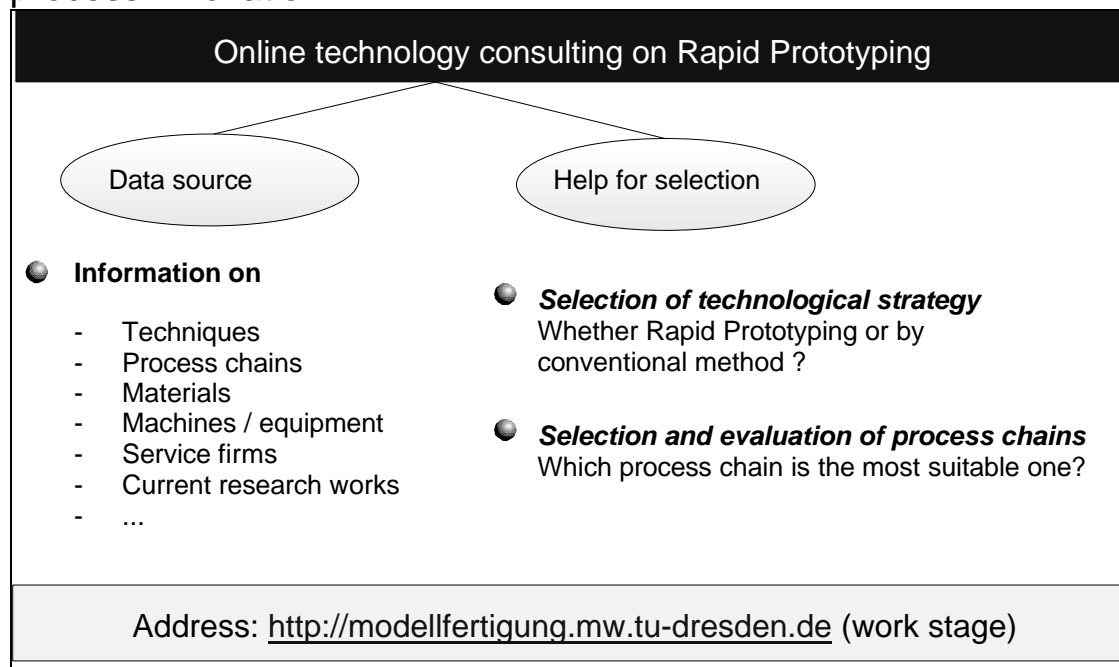 Online technology consulting on Rapid Prototyping
Data source
Help for selection
Information on
- Techniques
- Process chains
- Materials
- Machines / equipment
- Service firms
- Current research works
- ...
Selection of technological strategy
Whether Rapid Prototyping or by
conventional method ?
Selection and evaluation of process chains
Which process chain is the most suitable one?
Address: http://modellfertigung.mw.tu-dresden.de (work stage)